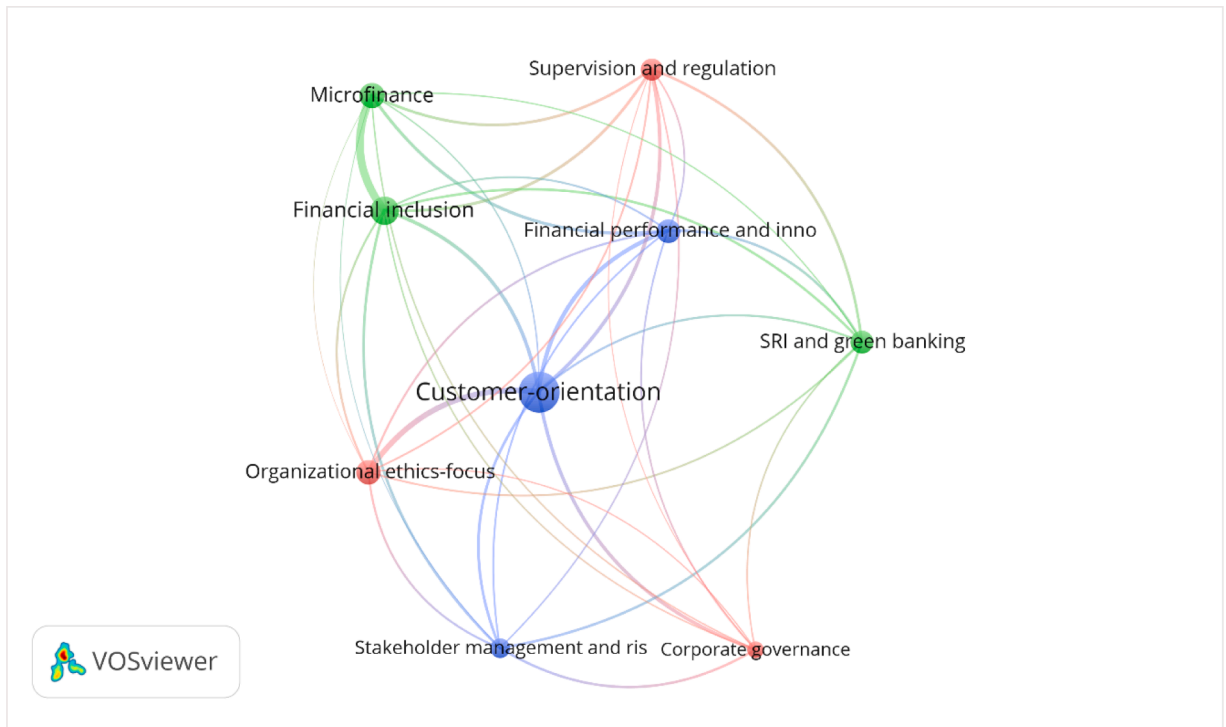 Supervision and regulation
Microfinance
Financial inclusion
Financial performance and inno
SRI and green banking
Customer-orientation
Organizational ethics-focus
Stakeholder management and ris
Corporate governance
VOSviewer